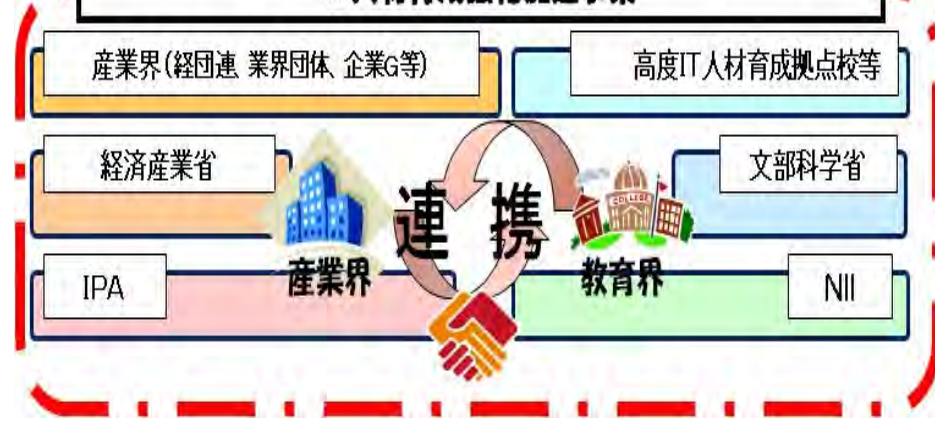 産業界(経団連、業界団体、企業G等)
高度IT人材育成拠点校等
経済産業省
文部科学省
連携
COLLEGE
産業界
教育界
IPA
NII